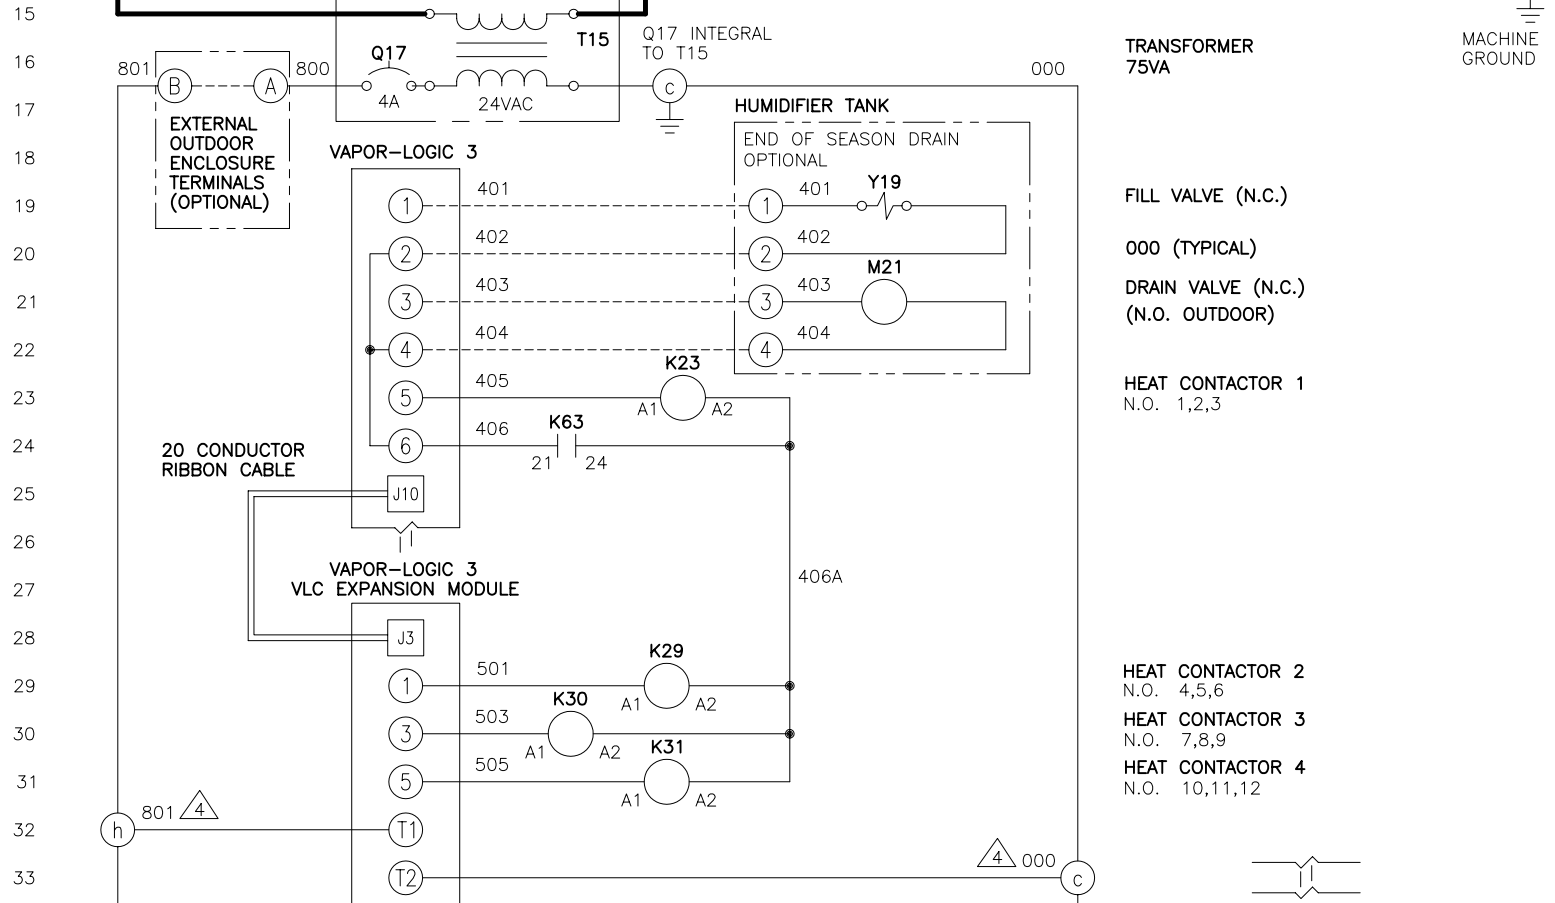 15
T15
Q17 INTEGRAL
TO T15
TRANSFORMER
75VA
MACHINE
GROUND
16
801
B
A
800
Q17
4A
24VAC
c
000
17
HUMIDIFIER TANK
EXTERNAL
OUTDOOR
ENCLOSURE
TERMINALS
(OPTIONAL)
END OF SEASON DRAIN
OPTIONAL
18
VAPOR-LOGIC 3
19
1
401
1
401
Y19
FILL VALVE (N.C.)
20
2
402
2
402
000 (TYPICAL)
21
3
403
3
403
M21
DRAIN VALVE (N.C.)
(N.O. OUTDOOR)
22
4
404
4
404
23
5
405
K23
A1
A2
HEAT CONTACTOR 1
N.O. 1,2,3
24
6
406
K63
21
24
20 CONDUCTOR
RIBBON CABLE
25
J10
26
VAPOR-LOGIC 3
VLC EXPANSION MODULE
27
406A
28
J3
29
1
501
K29
A1
A2
HEAT CONTACTOR 2
N.O. 4,5,6
30
3
503
K30
A1
A2
HEAT CONTACTOR 3
N.O. 7,8,9
31
5
505
K31
A1
A2
HEAT CONTACTOR 4
N.O. 10,11,12
32
h
801
4
T1
33
T2
4
000
c